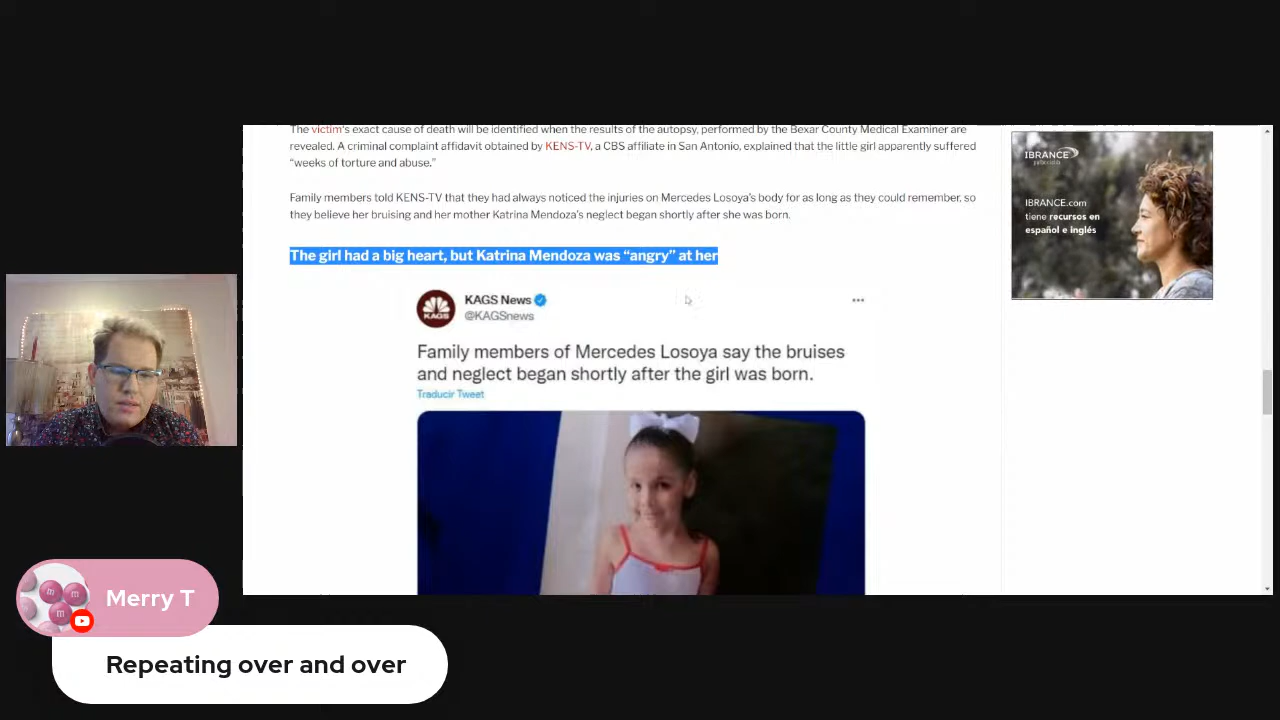 The victim's exact cause of death will be identified when the results of the autopsy, performed by the Bexar County Medical Examiner are
revealed. A criminal complaint affidavit obtained by KENS-TV, a CBS affiliate in San Antonio, explained that the little girl apparently suffered
“weeks of torture and abuse.”
Family members told KENS-TV that they had always noticed the injuries on Mercedes Losoya's body for as long as they could remember, so
they believe her bruising and her mother Katrina Mendoza's neglect began shortly after she was born.
The girl had a big heart, but Katrina Mendoza was “angry” at her
KAGS
KAGS News
@KAGSnews
Family members of Mercedes Losoya say the bruises
and neglect began shortly after the girl was born.
Traducir Tweet
IBRANCE
IBRANCE.com
tiene recursos en
español e inglés
Merry T
Repeating over and over